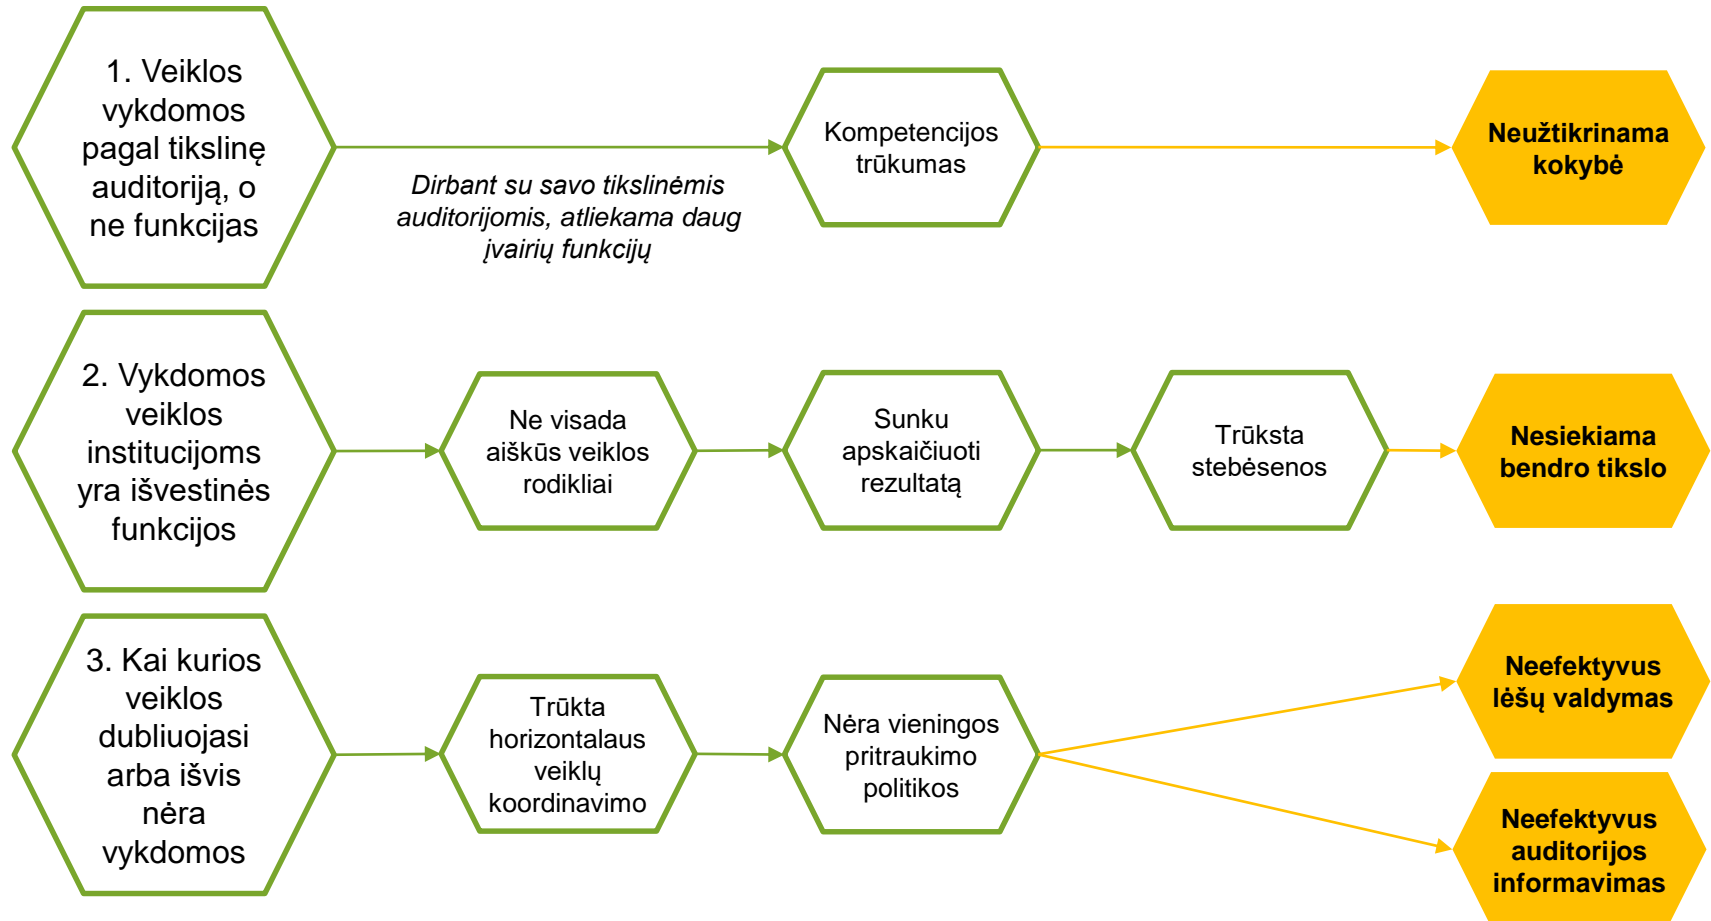 1. Veiklos
vykdomos
pagal tikslinę
auditoriją, o
ne funkcijas
Dirbant su savo tikslinėmis
auditorijomis, atliekama daug
įvairių funkcijų
Kompetencijos
trūkumas
Neužtikrinama
kokybė
2. Vykdomos
veiklos
institucijoms
yra išvestinės
funkcijos
Ne visada
aiškūs veiklos
rodikliai
Sunku
apskaičiuoti
rezultatą
Trūksta
stebėsenos
Nesiekiama
bendro tikslo
3. Kai kurios
veiklos
dubliuojasi
arba išvis
nėra
vykdomos
Trūkta
horizontalaus
veiklų
koordinavimo
Nėra vieningos
pritraukimo
politikos
Neefektyvus
lėšų valdymas
Neefektyvus
auditorijos
informavimas